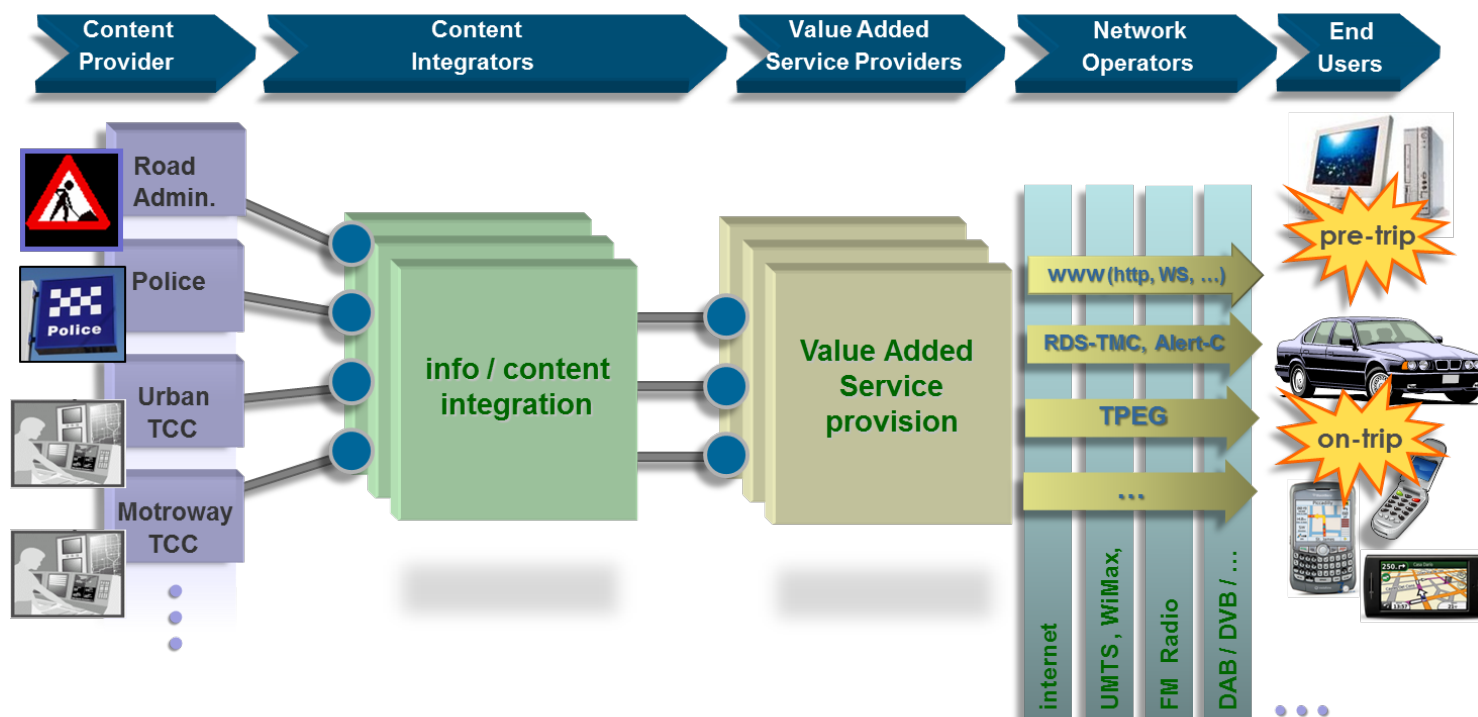 Content
Provider
Content
Integrators
Value Added
Service Providers
Network
Operators
End
Users
Road
Admin.
Police
Police
Urban
TCC
Motroway
TCC
info / content
integration
Value Added
Service
provision
www (http, WS, ...)
RDS-TMC, Alert-C
TPEG
...
internet
UMTS, WiMax,
FM Radio
DAB / DVB / ...
pre-trip
on-trip